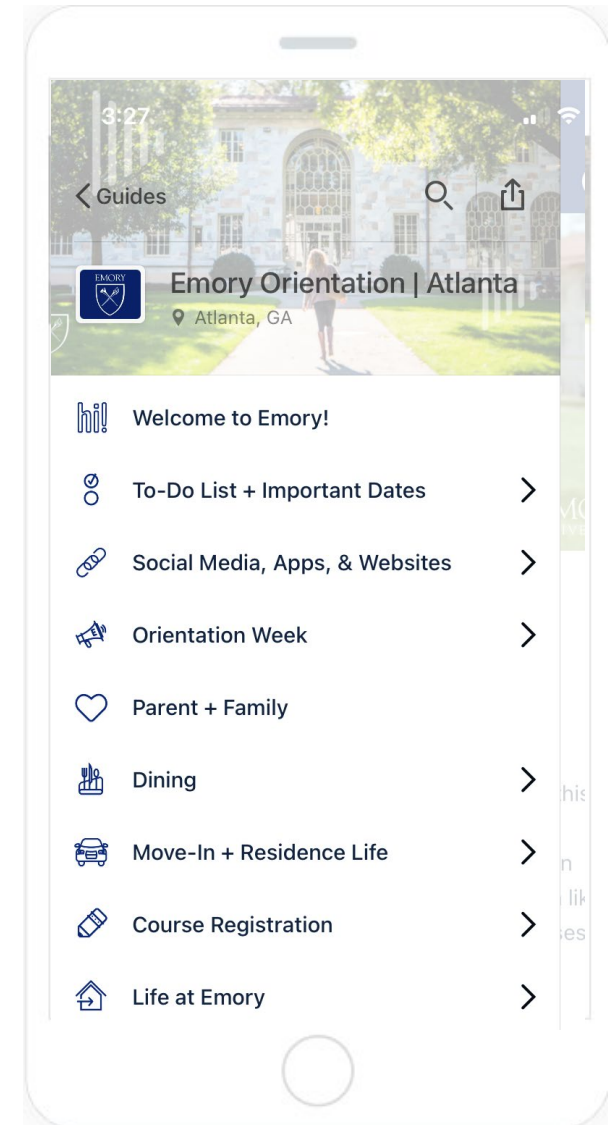 3:27
Guides
EMORY
Emory Orientation | Atlanta
Atlanta, GA
hi!
Welcome to Emory!
To-Do List + Important Dates
Social Media, Apps, & Websites
Orientation Week
Parent + Family
Dining
Move-In + Residence Life
Course Registration
Life at Emory